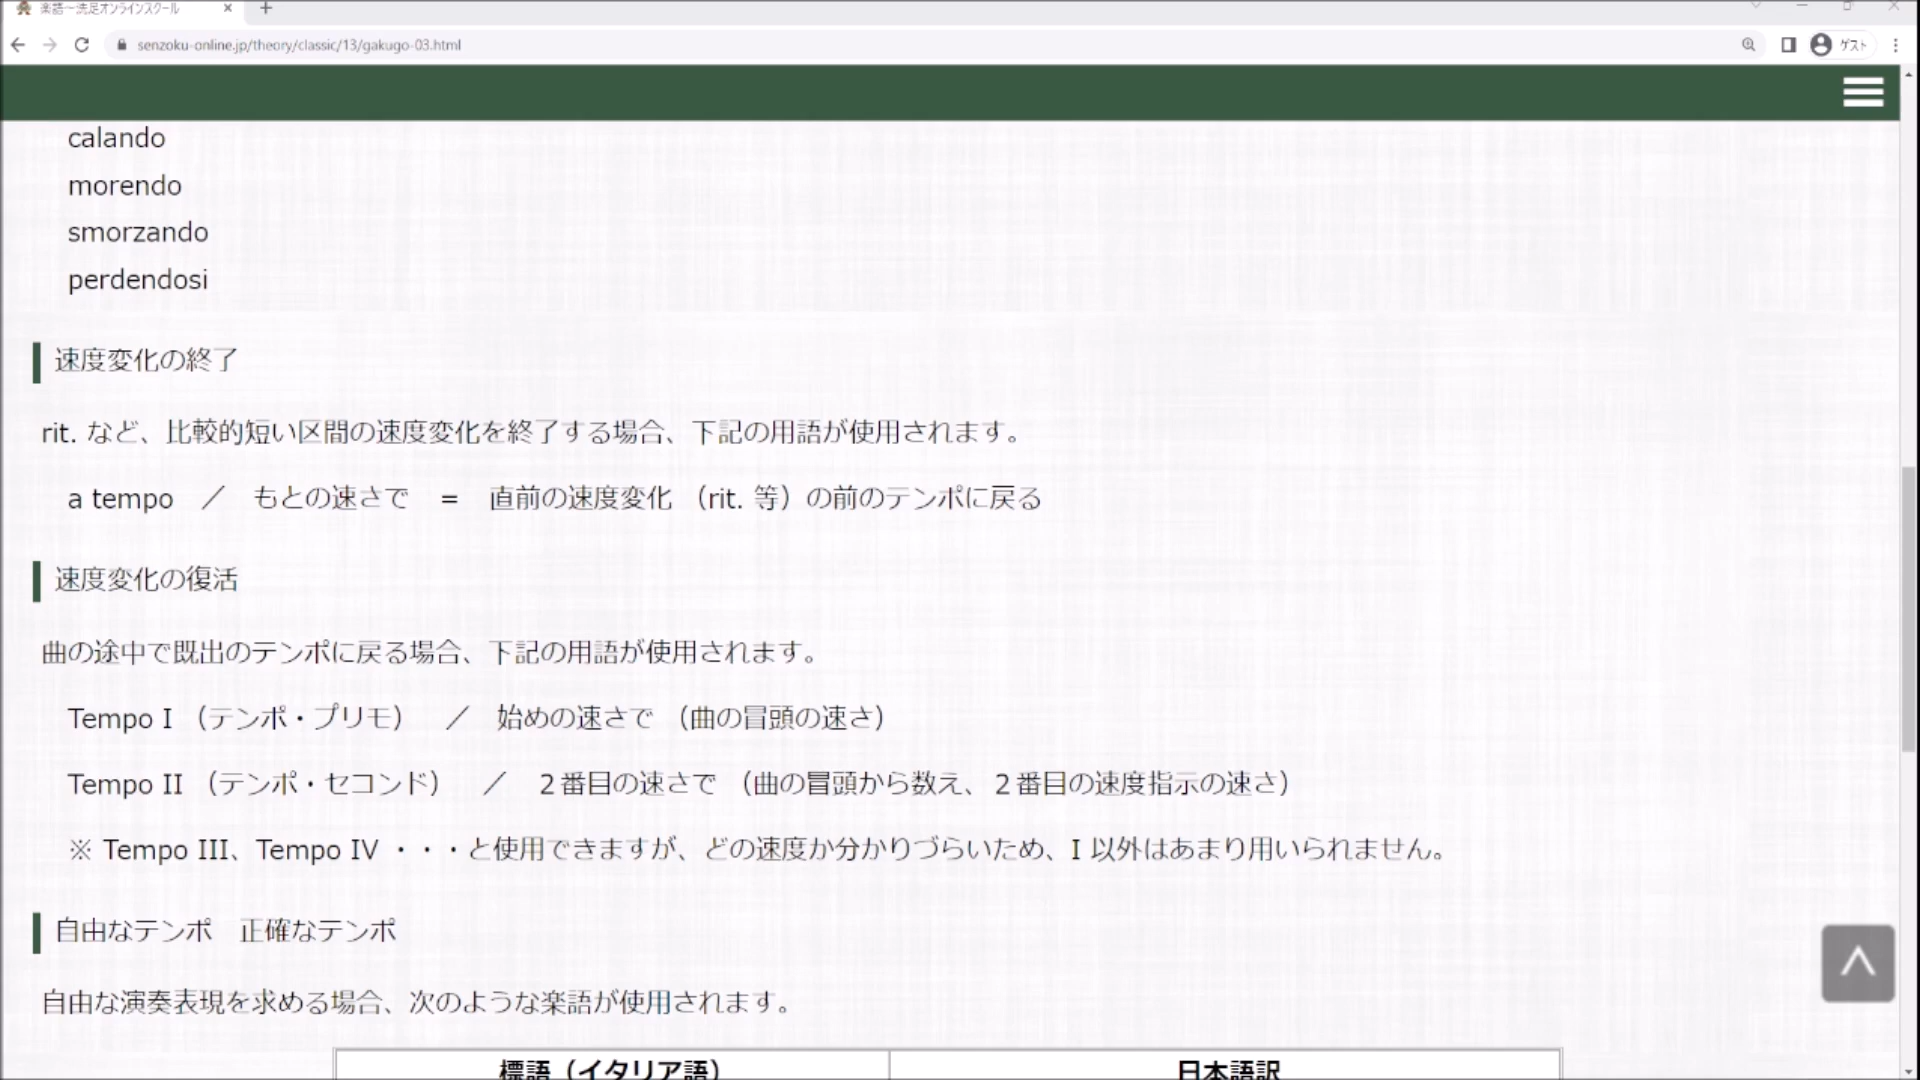 楽語～洗足オンラインスクール
senzoku-online.jp/theory/classic/13/gakugo-03.html
ゲスト
calando
morendo
smorzando
perdendosi
速度変化の終了
rit. など、比較的短い区間の速度変化を終了する場合、下記の用語が使用されます。
a tempo　／　もとの速さで　=　直前の速度変化 （rit. 等）の前のテンポに戻る
速度変化の復活
曲の途中で既出のテンポに戻る場合、下記の用語が使用されます。
Tempo I （テンポ・プリモ）　／　始めの速さで （曲の冒頭の速さ）
Tempo II （テンポ・セコンド）　／　２番目の速さで （曲の冒頭から数え、２番目の速度指示の速さ）
※ Tempo III、Tempo IV ・・・と使用できますが、どの速度か分かりづらいため、I 以外はあまり用いられません。
自由なテンポ　正確なテンポ
自由な演奏表現を求める場合、次のような楽語が使用されます。
標語（イタリア語）　日本語訳